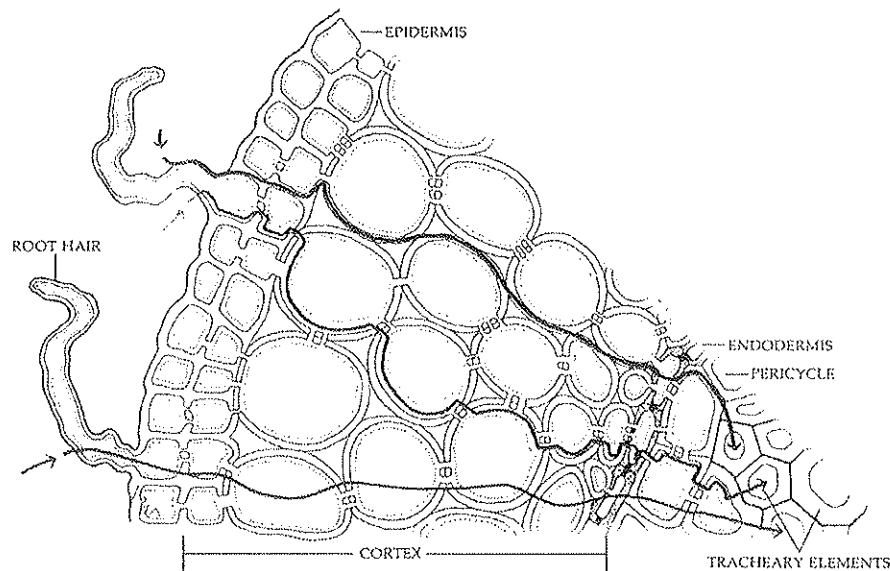 EPIDERMIS
ROOT HAIR
ENDODERMIS
PERICYCLE
CORTEX
TRACHEARY ELEMENTS